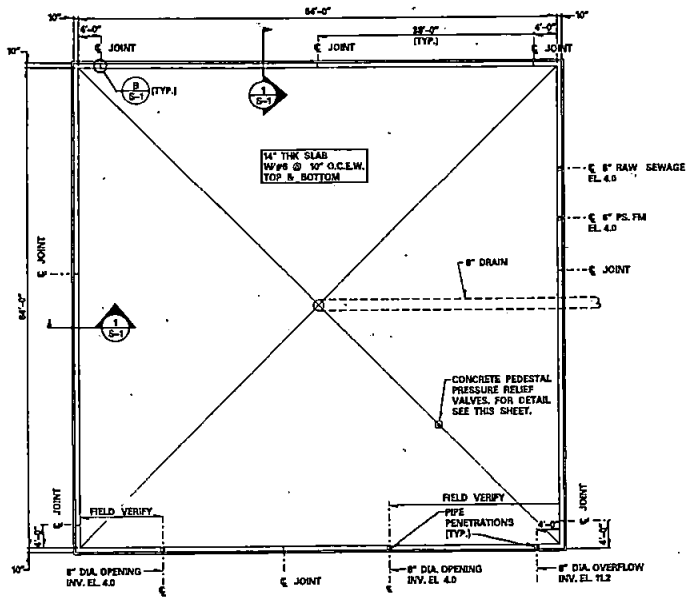 10"
64'-0"
10"
4'-0"
28'-0"
(TYP.)
10"
℄ JOINT
℄ JOINT
℄ JOINT
B
S-1
(TYP.)
1
S-1
14" THK SLAB
W/#6 @ 10" O.C.E.W.
TOP & BOTTOM
℄ 6" RAW SEWAGE
EL. 4.0
℄ 6" PS. FM
EL. 4.0
℄ JOINT
℄ JOINT
8" DRAIN
64'-0"
1
S-1
CONCRETE PEDESTAL
PRESSURE RELIEF
VALVES. FOR DETAIL
SEE THIS SHEET.
FIELD VERIFY
FIELD VERIFY
PIPE
PENETRATIONS
(TYP.)
℄ JOINT
℄ JOINT
4'-0"
4'-0"
4'-0"
10"
8" DIA. OPENING
INV. EL. 4.0
℄
℄ JOINT
8" DIA. OPENING
INV. EL. 4.0
℄
8" DIA. OVERFLOW
INV. EL. 11.2
℄